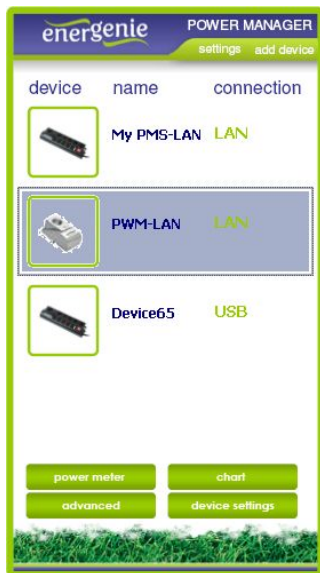 energenie POWER MANAGER
settings add device
device name connection
My PMS-LAN LAN
PWM-LAN LAN
Device65 USB
power meter chart
advanced device settings